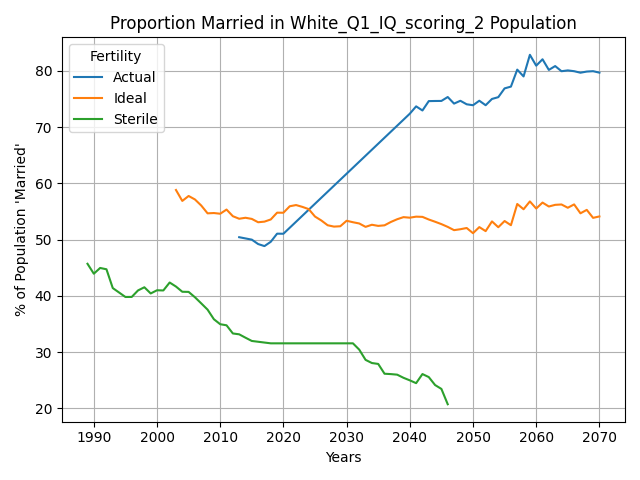 Proportion Married in White_Q1_IQ_scoring_2 Population
% of Population 'Married'
80
70
60
50
40
30
20
Fertility
Actual
Ideal
Sterile
1990 2000 2010 2020 2030 2040 2050 2060 2070
Years